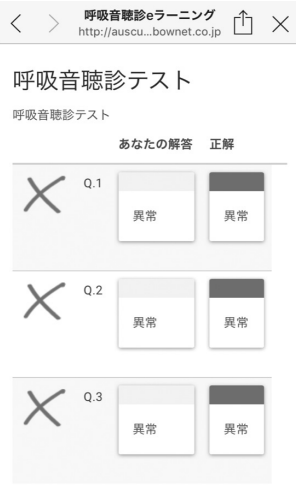 呼吸音聴診eラーニング
http://auscu...bownet.co.jp
呼吸音聴診テスト
呼吸音聴診テスト
あなたの解答 正解
Q.1 異常 異常
Q.2 異常 異常
Q.3 異常 異常